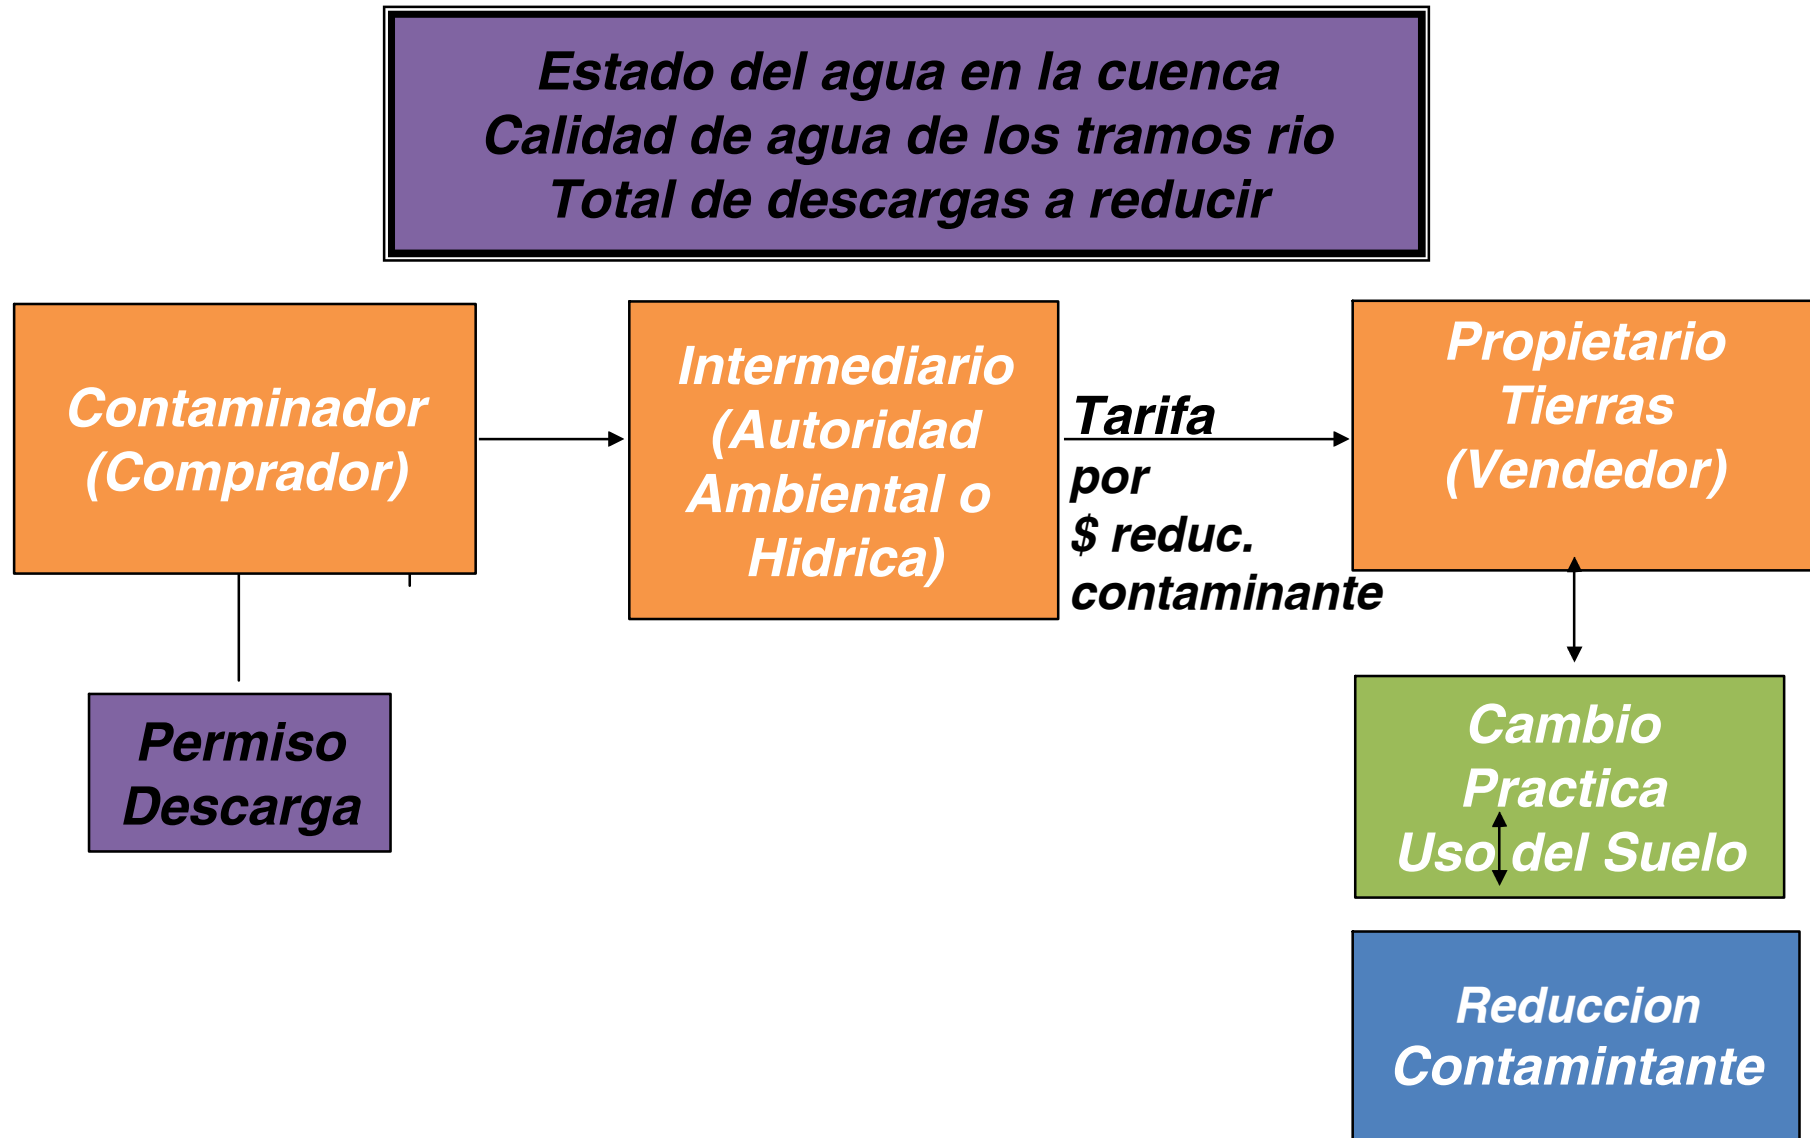 Estado del agua en la cuenca
Calidad de agua de los tramos rio
Total de descargas a reducir
Contaminador
(Comprador)
Intermediario
(Autoridad
Ambiental o
Hidrica)
Tarifa
por
$ reduc.
contaminante
Propietario
Tierras
(Vendedor)
Permiso
Descarga
Cambio
Practica
Uso del Suelo
Reduccion
Contamintante